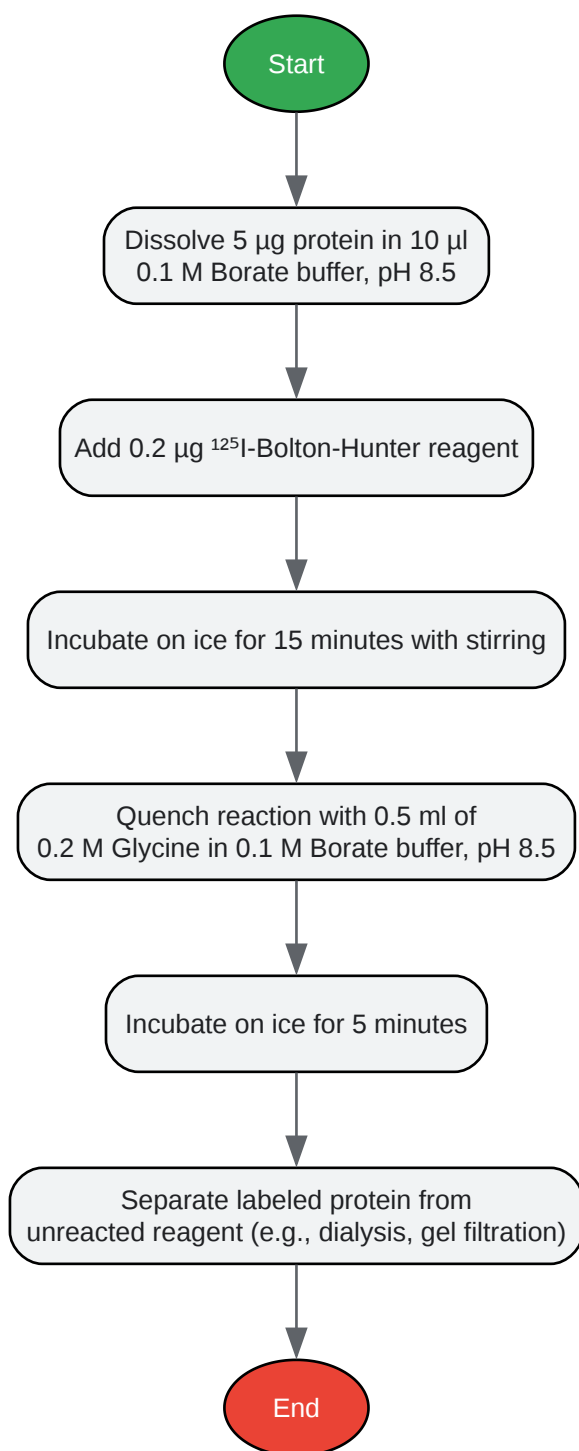 Start
Dissolve 5 µg protein in 10 µl
0.1 M Borate buffer, pH 8.5
Add 0.2 µg ¹²⁵I-Bolton-Hunter reagent
Incubate on ice for 15 minutes with stirring
Quench reaction with 0.5 ml of
0.2 M Glycine in 0.1 M Borate buffer, pH 8.5
Incubate on ice for 5 minutes
Separate labeled protein from
unreacted reagent (e.g., dialysis, gel filtration)
End